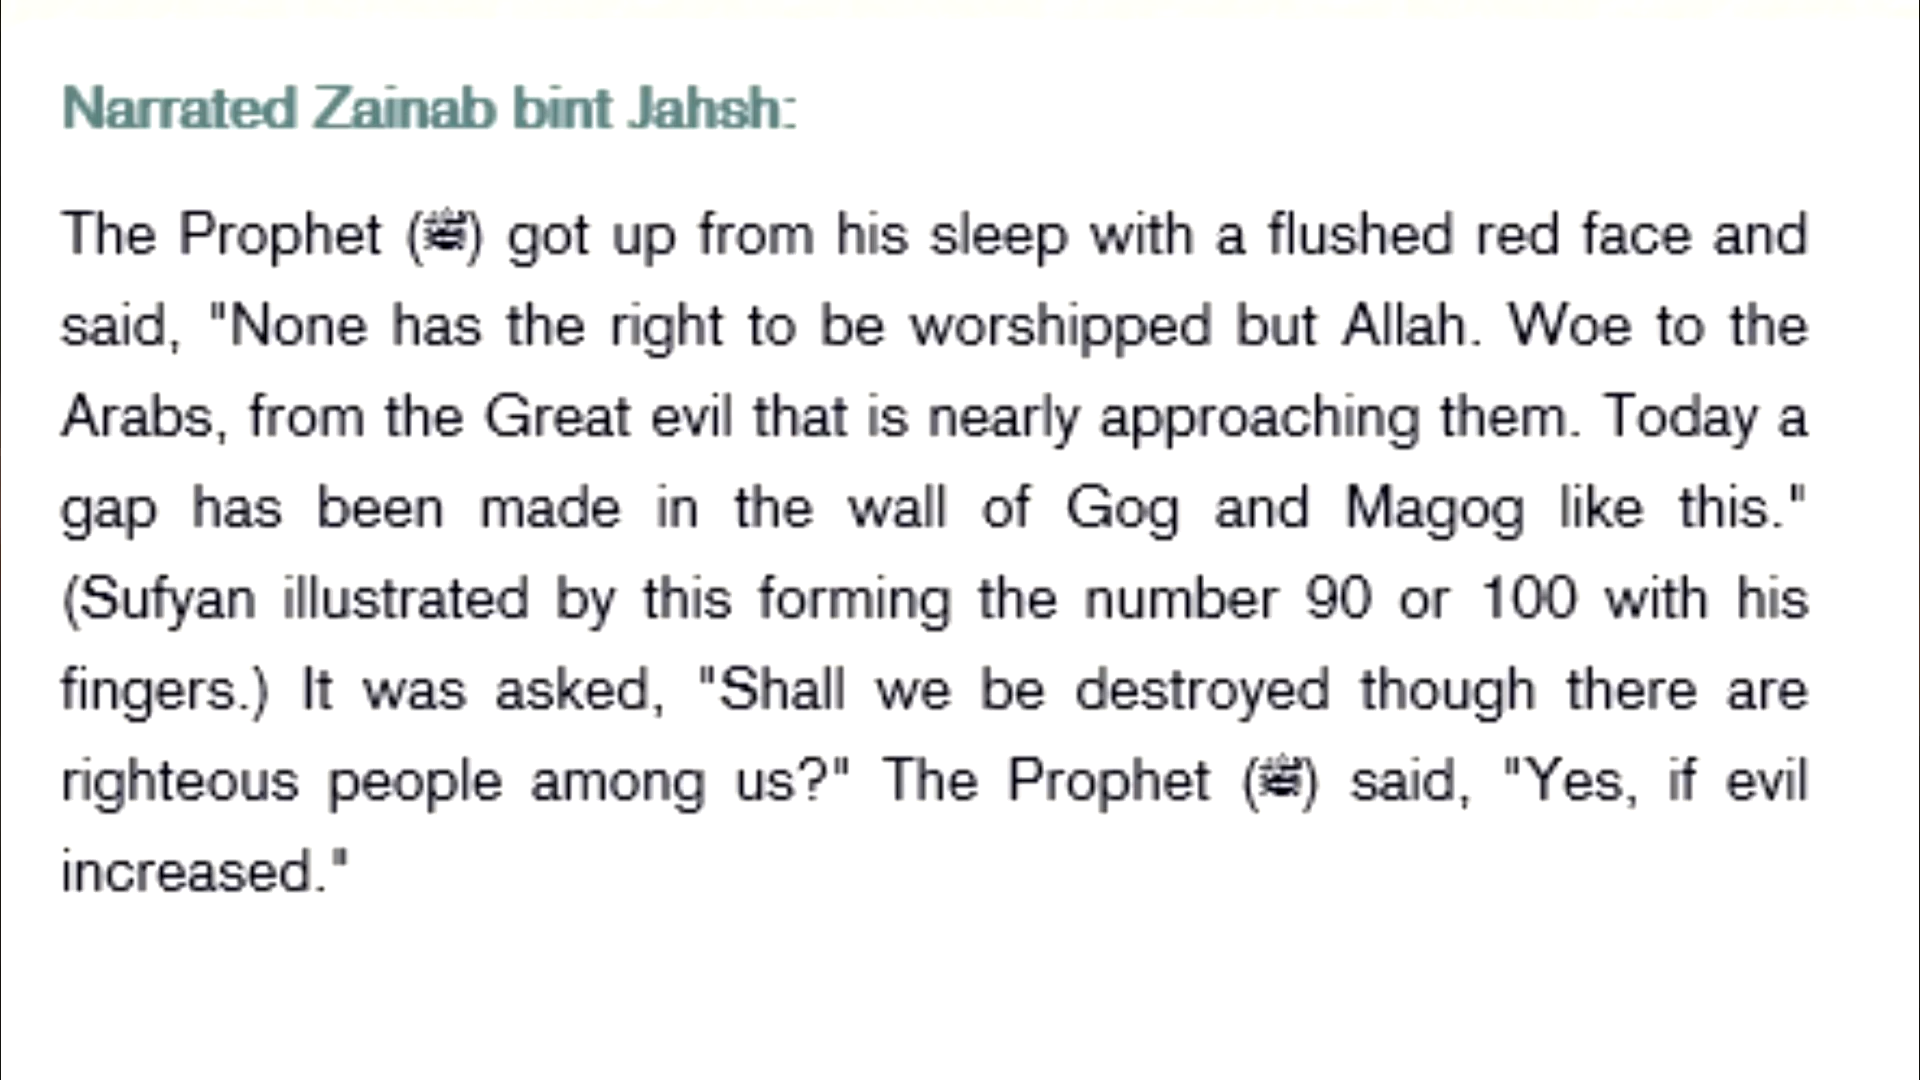 Narrated Zainab bint Jahsh:
The Prophet (ﷺ) got up from his sleep with a flushed red face and
said, "None has the right to be worshipped but Allah. Woe to the
Arabs, from the Great evil that is nearly approaching them. Today a
gap has been made in the wall of Gog and Magog like this."
(Sufyan illustrated by this forming the number 90 or 100 with his
fingers.) It was asked, "Shall we be destroyed though there are
righteous people among us?" The Prophet (ﷺ) said, "Yes, if evil
increased."